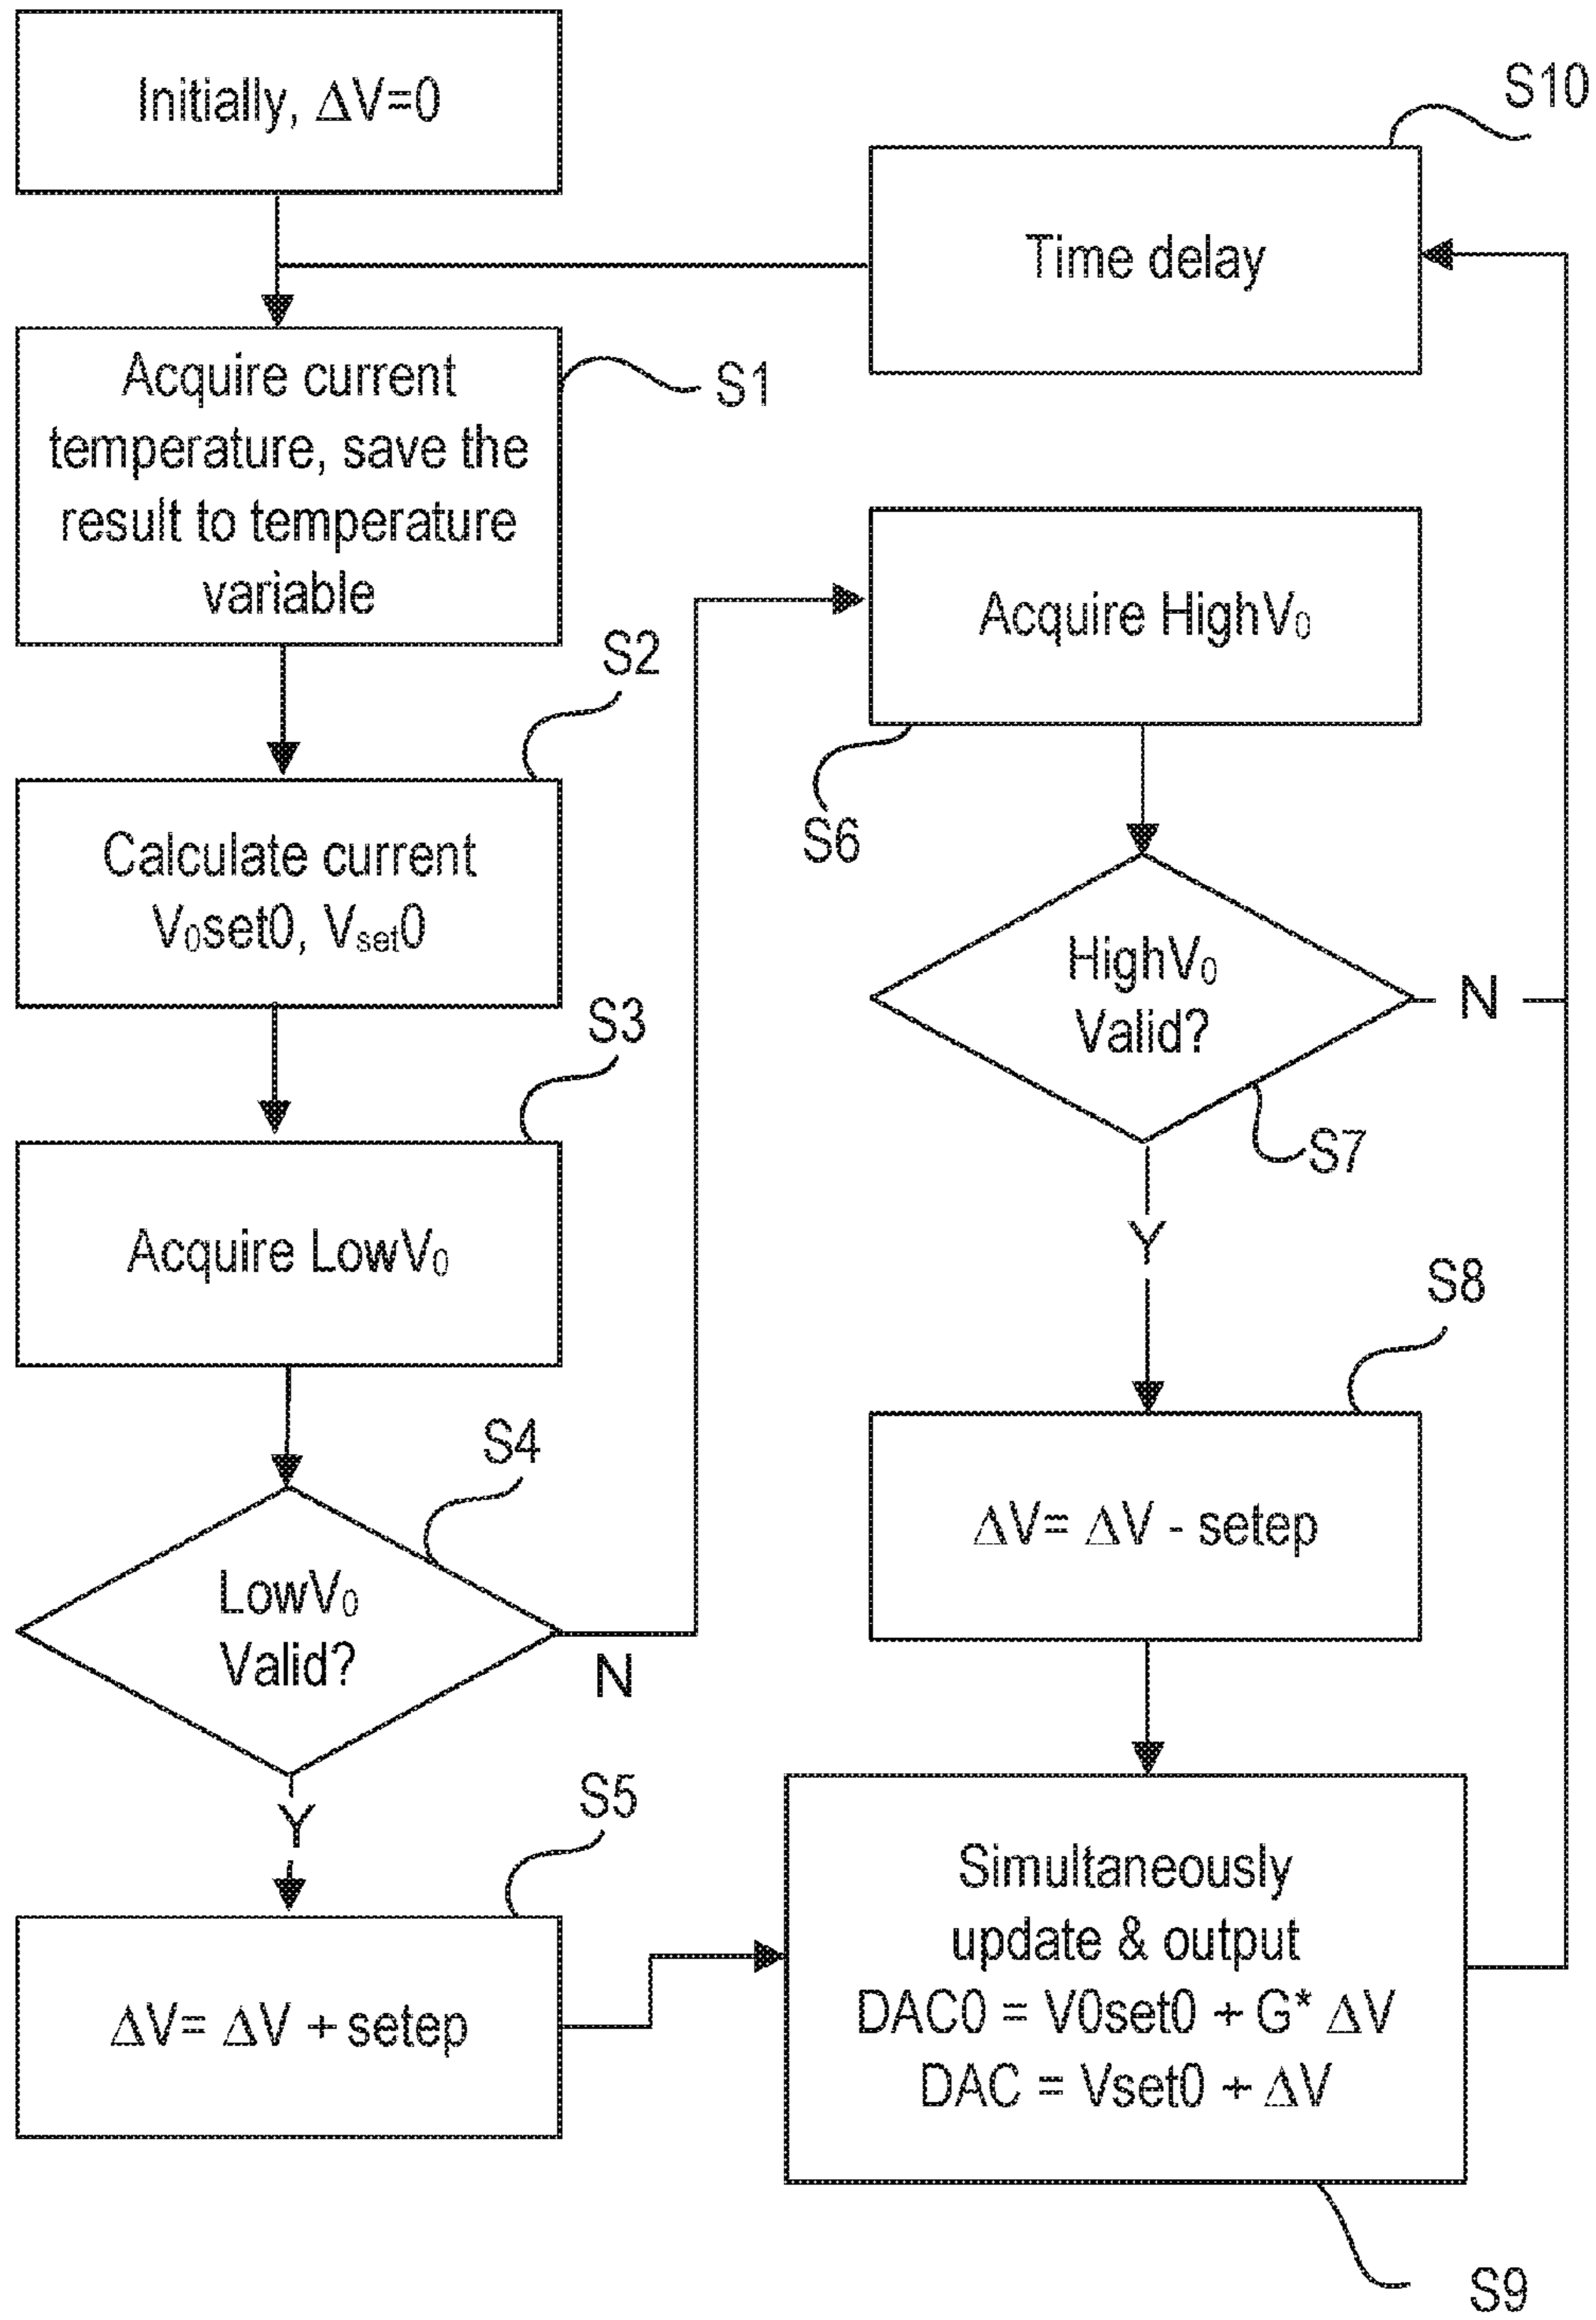 Initially, ΔV=0
S10
Time delay
Acquire current
temperature, save the
result to temperature
variable
S1
S2
Calculate current
V₀set0, Vₛₑₜ0
S3
Acquire LowV₀
S4
LowV₀
Valid?
N
Y
S5
ΔV= ΔV + setep
Acquire HighV₀
S6
HighV₀
Valid?
N
S7
Y
S8
ΔV= ΔV - setep
Simultaneously
update & output
DAC0 = V0set0 + G* ΔV
DAC = Vset0 + ΔV
S9